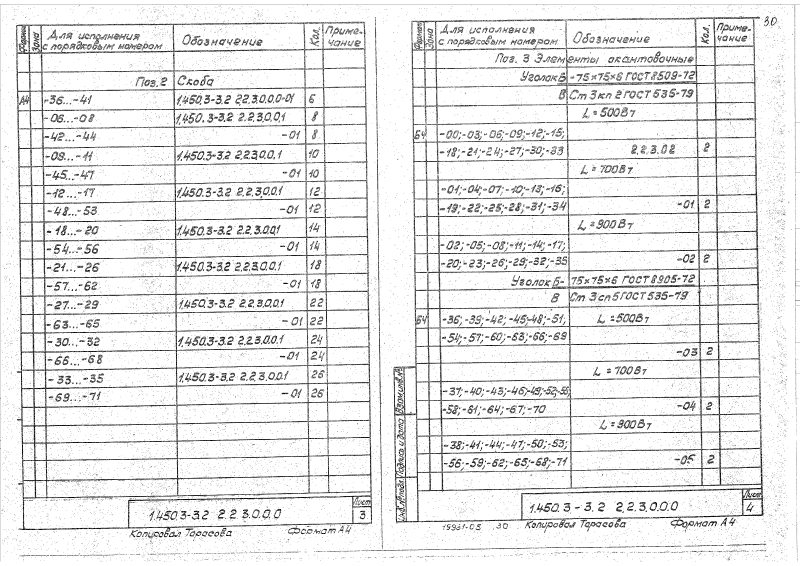 Формат Зона Для исполнения с порядковым номером Обозначение Кол. Примечание
Поз. 2 Скоба
А4 -36...-41 1.450.3-3.2 2.2.3.0.0.0-01 6
-06...-08 1.450.3-3.2 2.2.3.0.0.1 8
-42...-44 -01 8
-09...-11 1.450.3-3.2 2.2.3.0.0.1 10
-45...-47 -01 10
-12...-17 1.450.3-3.2 2.2.3.0.0.1 12
-48...-53 -01 12
-18...-20 1.450.3-3.2 2.2.3.0.0.1 14
-54...-56 -01 14
-21...-26 1.450.3-3.2 2.2.3.0.0.1 18
-57...-62 -01 18
-27...-29 1.450.3-3.2 2.2.3.0.0.1 22
-63...-65 -01 22
-30...-32 1.450.3-3.2 2.2.3.0.0.1 24
-66...-68 -01 24
-33...-35 1.450.3-3.2 2.2.3.0.0.1 26
-69...-71 -01 26
1.450.3-3.2 2.2.3.0.0.0 Лист 3
Копировал Тарасова Формат А4
30
Формат Зона Для исполнения с порядковым номером Обозначение Кол. Примечание
Поз. 3 Элементы окантовочные
Уголок Б-75×75×6 ГОСТ 8509-72
В Ст 3 кп 2 ГОСТ 535-79
L = 500 Вт
Б4 -00;-03;-06;-09;-12;-15;
-18;-21;-24;-27;-30;-33 2.2.3.0.2 2
L = 700 Вт
-01;-04;-07;-10;-13;-16;
-19;-22;-25;-28;-31;-34 -01 2
L = 900 Вт
-02;-05;-08;-11;-14;-17;
-20;-23;-26;-29;-32;-35 -02 2
Уголок Б-75×75×6 ГОСТ 8905-72
В Ст 3 сп 5 ГОСТ 535-79
Б4 -36;-39;-42;-45;-48;-51; L = 500 Вт
-54;-57;-60;-63;-66;-69
-03 2
L = 700 Вт
-37;-40;-43;-46;-49;-52;-55;
-58;-61;-64;-67;-70 -04 2
L = 900 Вт
-38;-41;-44;-47;-50;-53;
-56;-59;-62;-65;-68;-71 -05 2
Инв.№подл. Подпись и дата Взам.инв.№
1.450.3-3.2 2.2.3.0.0.0 Лист 4
19931-03 30 Копировал Тарасова Формат А4